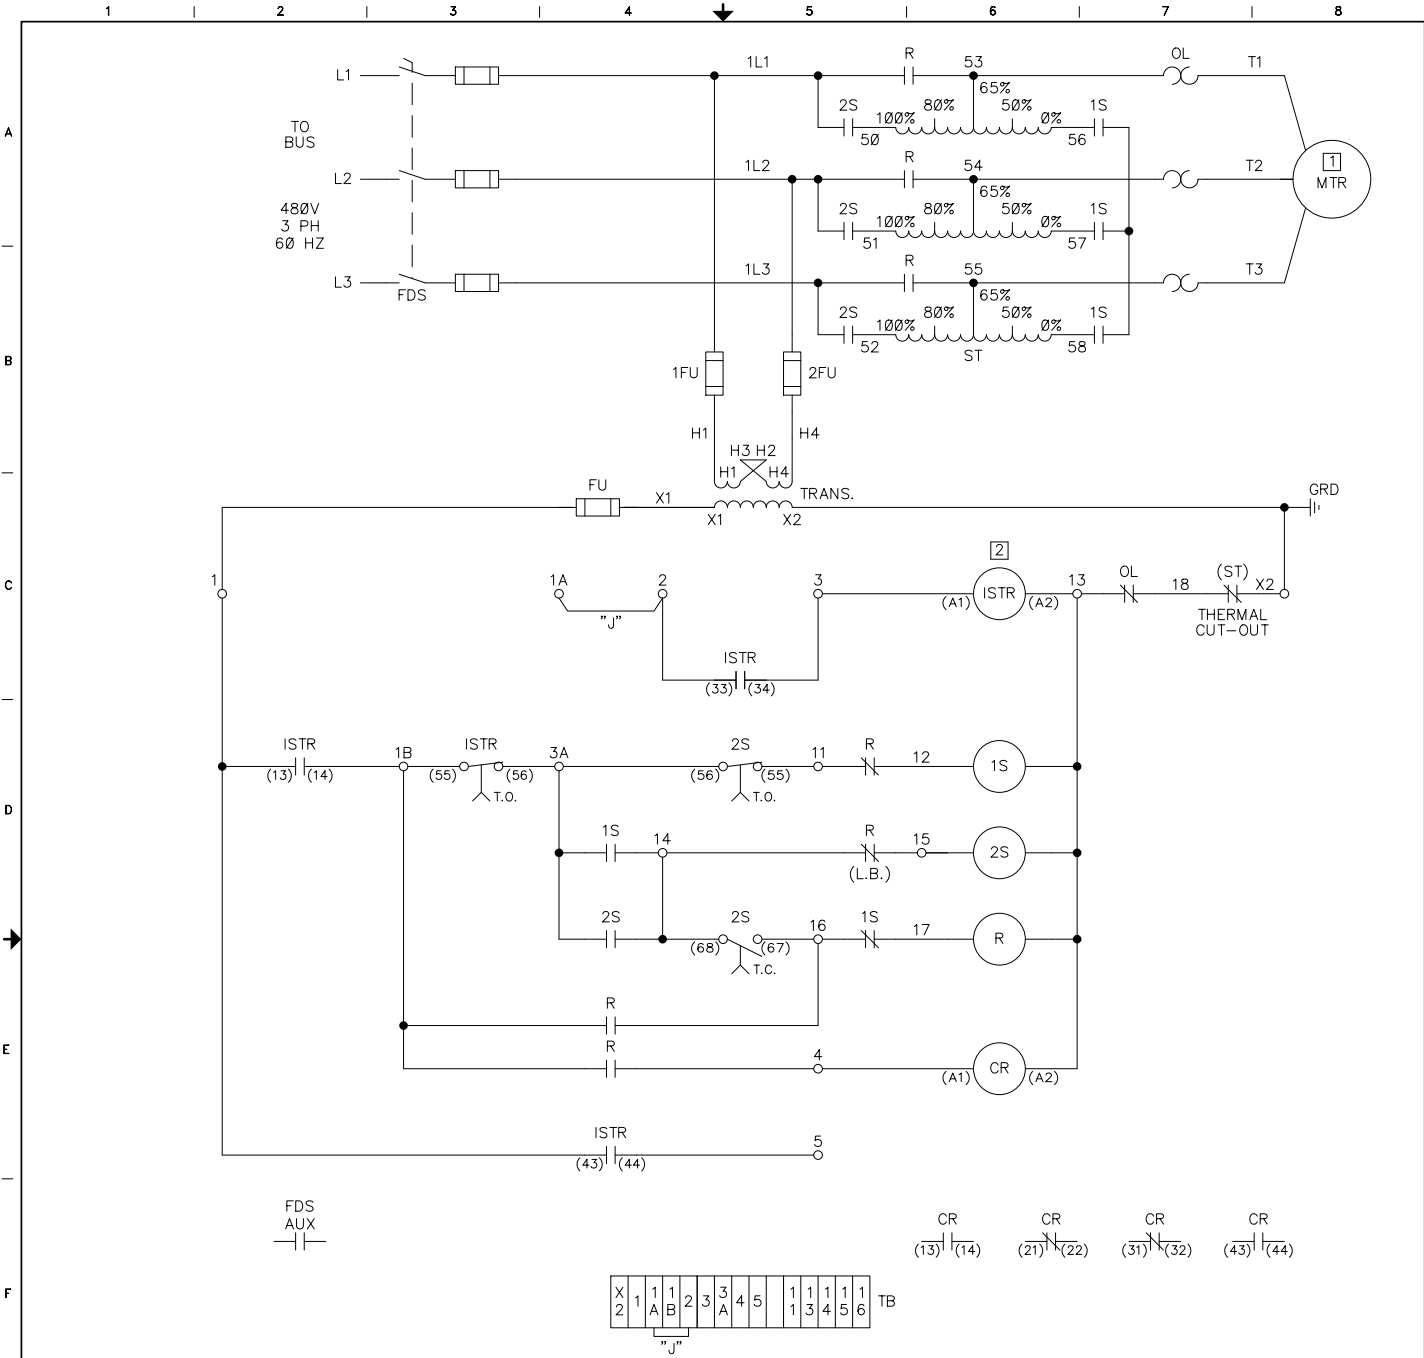 1 2 3 4 5 6 7 8
R 53 OL
L1 1L1 T1
65%
2S 80% 50% 1S
100% 0%
A
TO
BUS
50 56
R 54
L2 1L2 T2
1
MTR
65%
480V
3 PH
60 HZ
2S 80% 50% 1S
100% 0%
51 57
R 55
L3 1L3 T3
FDS
65%
2S 80% 50% 1S
100% 0%
52 58
ST
B
1FU 2FU
H1 H4
H3 H2
H1 H4
FU X1 TRANS. GRD
X1 X2
2
C
1 1A 2 3 ISTR 13 OL 18 (ST) X2
(A1) (A2)
"J"
THERMAL
CUT-OUT
ISTR
(33) (34)
ISTR 1B ISTR 3A 2S 11 R 12 1S
(13) (14) (55) (56) (56) (55)
T.O. T.O.
D
1S 14 R 15 2S
(L.B.)
2S 2S 16 1S 17 R
(68) (67)
T.C.
R
E
R 4 CR
(A1) (A2)
ISTR 5
(43) (44)
FDS
AUX
CR CR CR CR
(13) (14) (21) (22) (31) (32) (43) (44)
F
X2 1 1A 1B 2 3 3A 4 5 11 13 14 15 16 TB
"J"